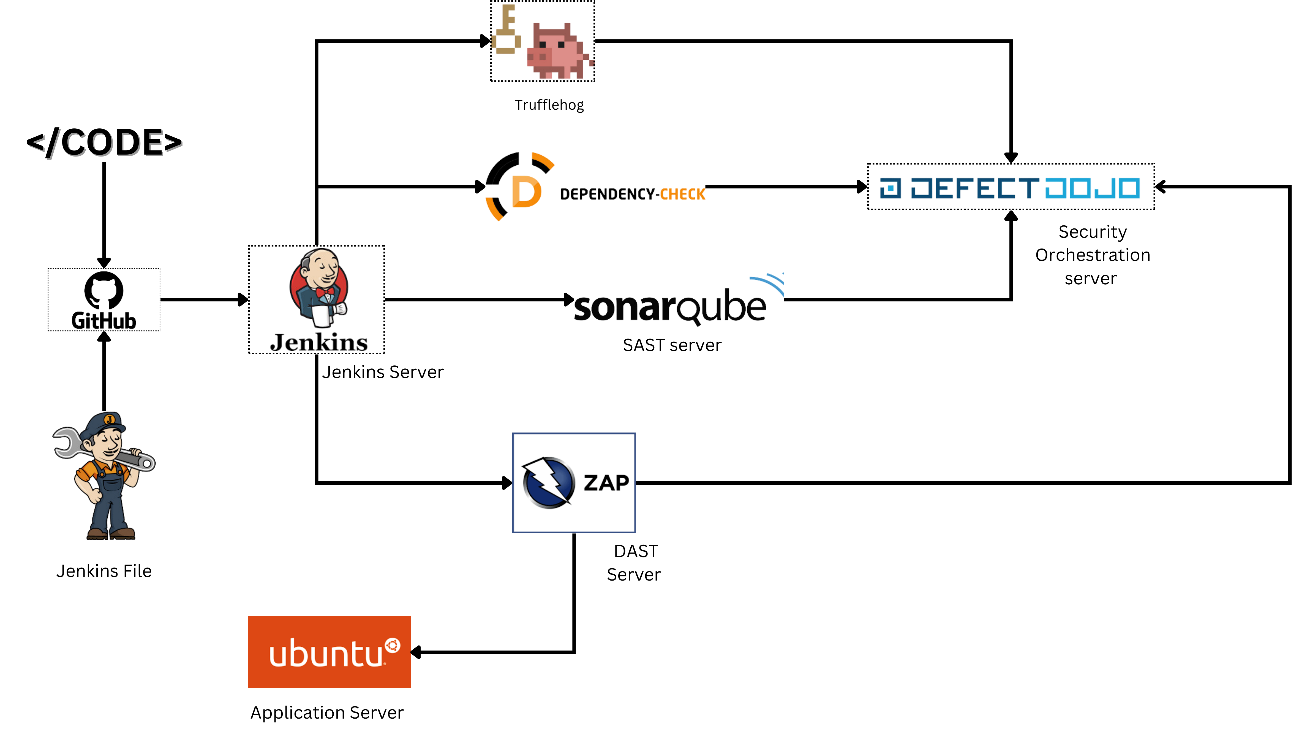 Trufflehog
</CODE>
D
DEPENDENCY-CHECK
DEFECTDOJO
Security
Orchestration
server
GitHub
Jenkins
Jenkins Server
sonarqube
SAST server
J
ZAP
DAST
Server
Jenkins File
ubuntu
Application Server